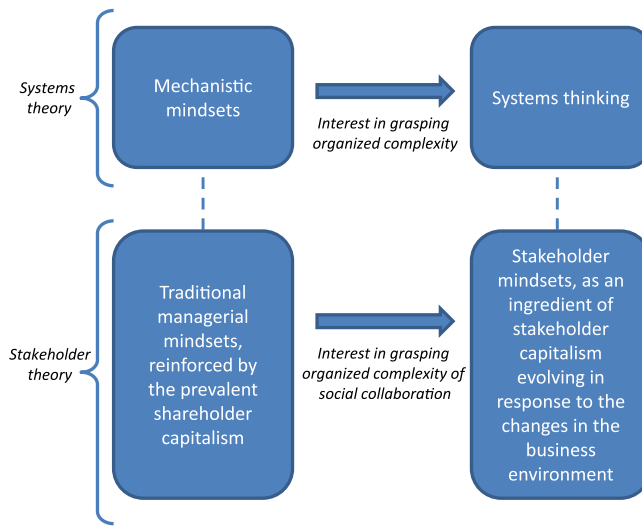 Systems
theory
Mechanistic
mindsets
Interest in grasping
organized complexity
Systems thinking
Stakeholder
theory
Traditional
managerial
mindsets,
reinforced by
the prevalent
shareholder
capitalism
Interest in grasping
organized complexity of
social collaboration
Stakeholder
mindsets, as an
ingredient of
stakeholder
capitalism
evolving in
response to the
changes in the
business
environment